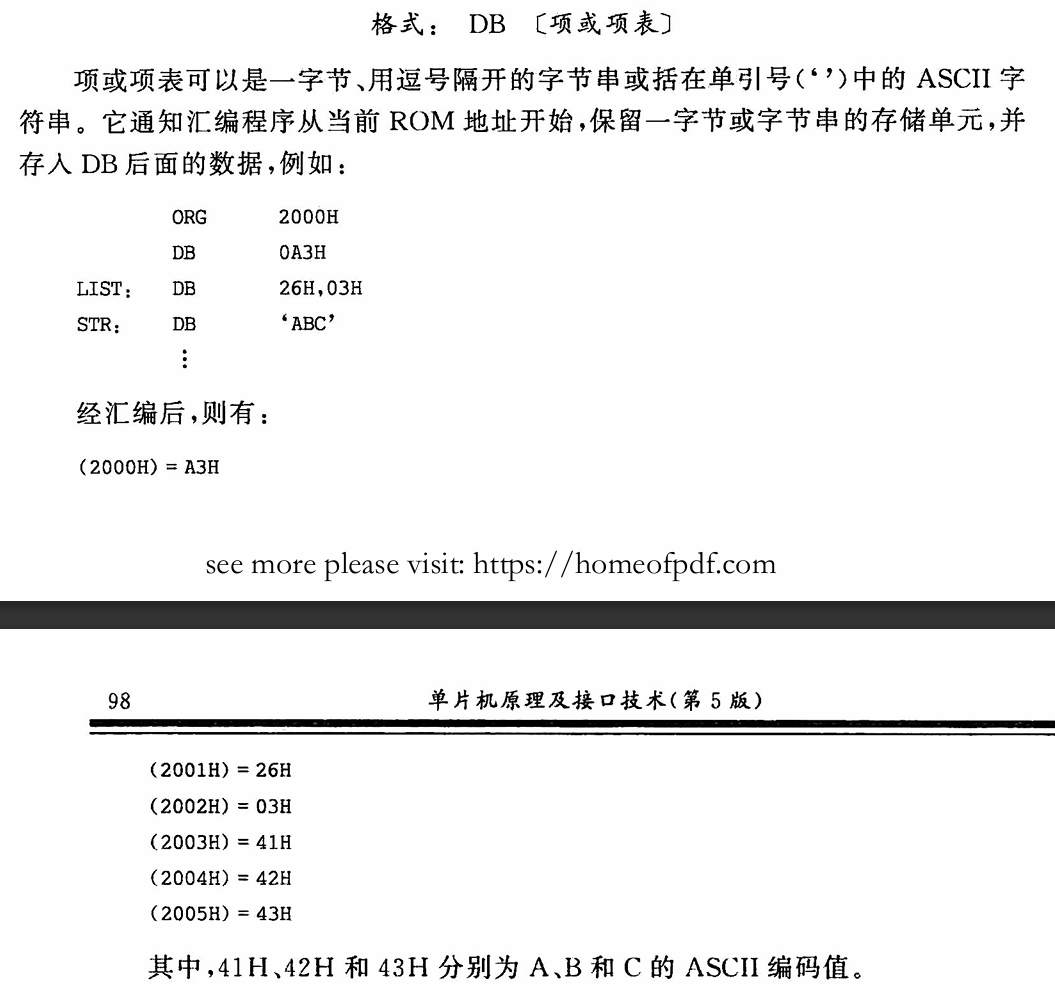 格式： DB 〔项或项表〕
项或项表可以是一字节、用逗号隔开的字节串或括在单引号(‘ ’)中的 ASCII 字
符串。它通知汇编程序从当前 ROM 地址开始,保留一字节或字节串的存储单元,并
存入 DB 后面的数据,例如：
ORG 2000H
DB 0A3H
LIST： DB 26H,03H
STR： DB ‘ABC’
⋮
经汇编后,则有：
(2000H) = A3H
see more please visit: https://homeofpdf.com
98 单片机原理及接口技术(第 5 版)
(2001H) = 26H
(2002H) = 03H
(2003H) = 41H
(2004H) = 42H
(2005H) = 43H
其中,41H、42H 和 43H 分别为 A、B 和 C 的 ASCII 编码值。